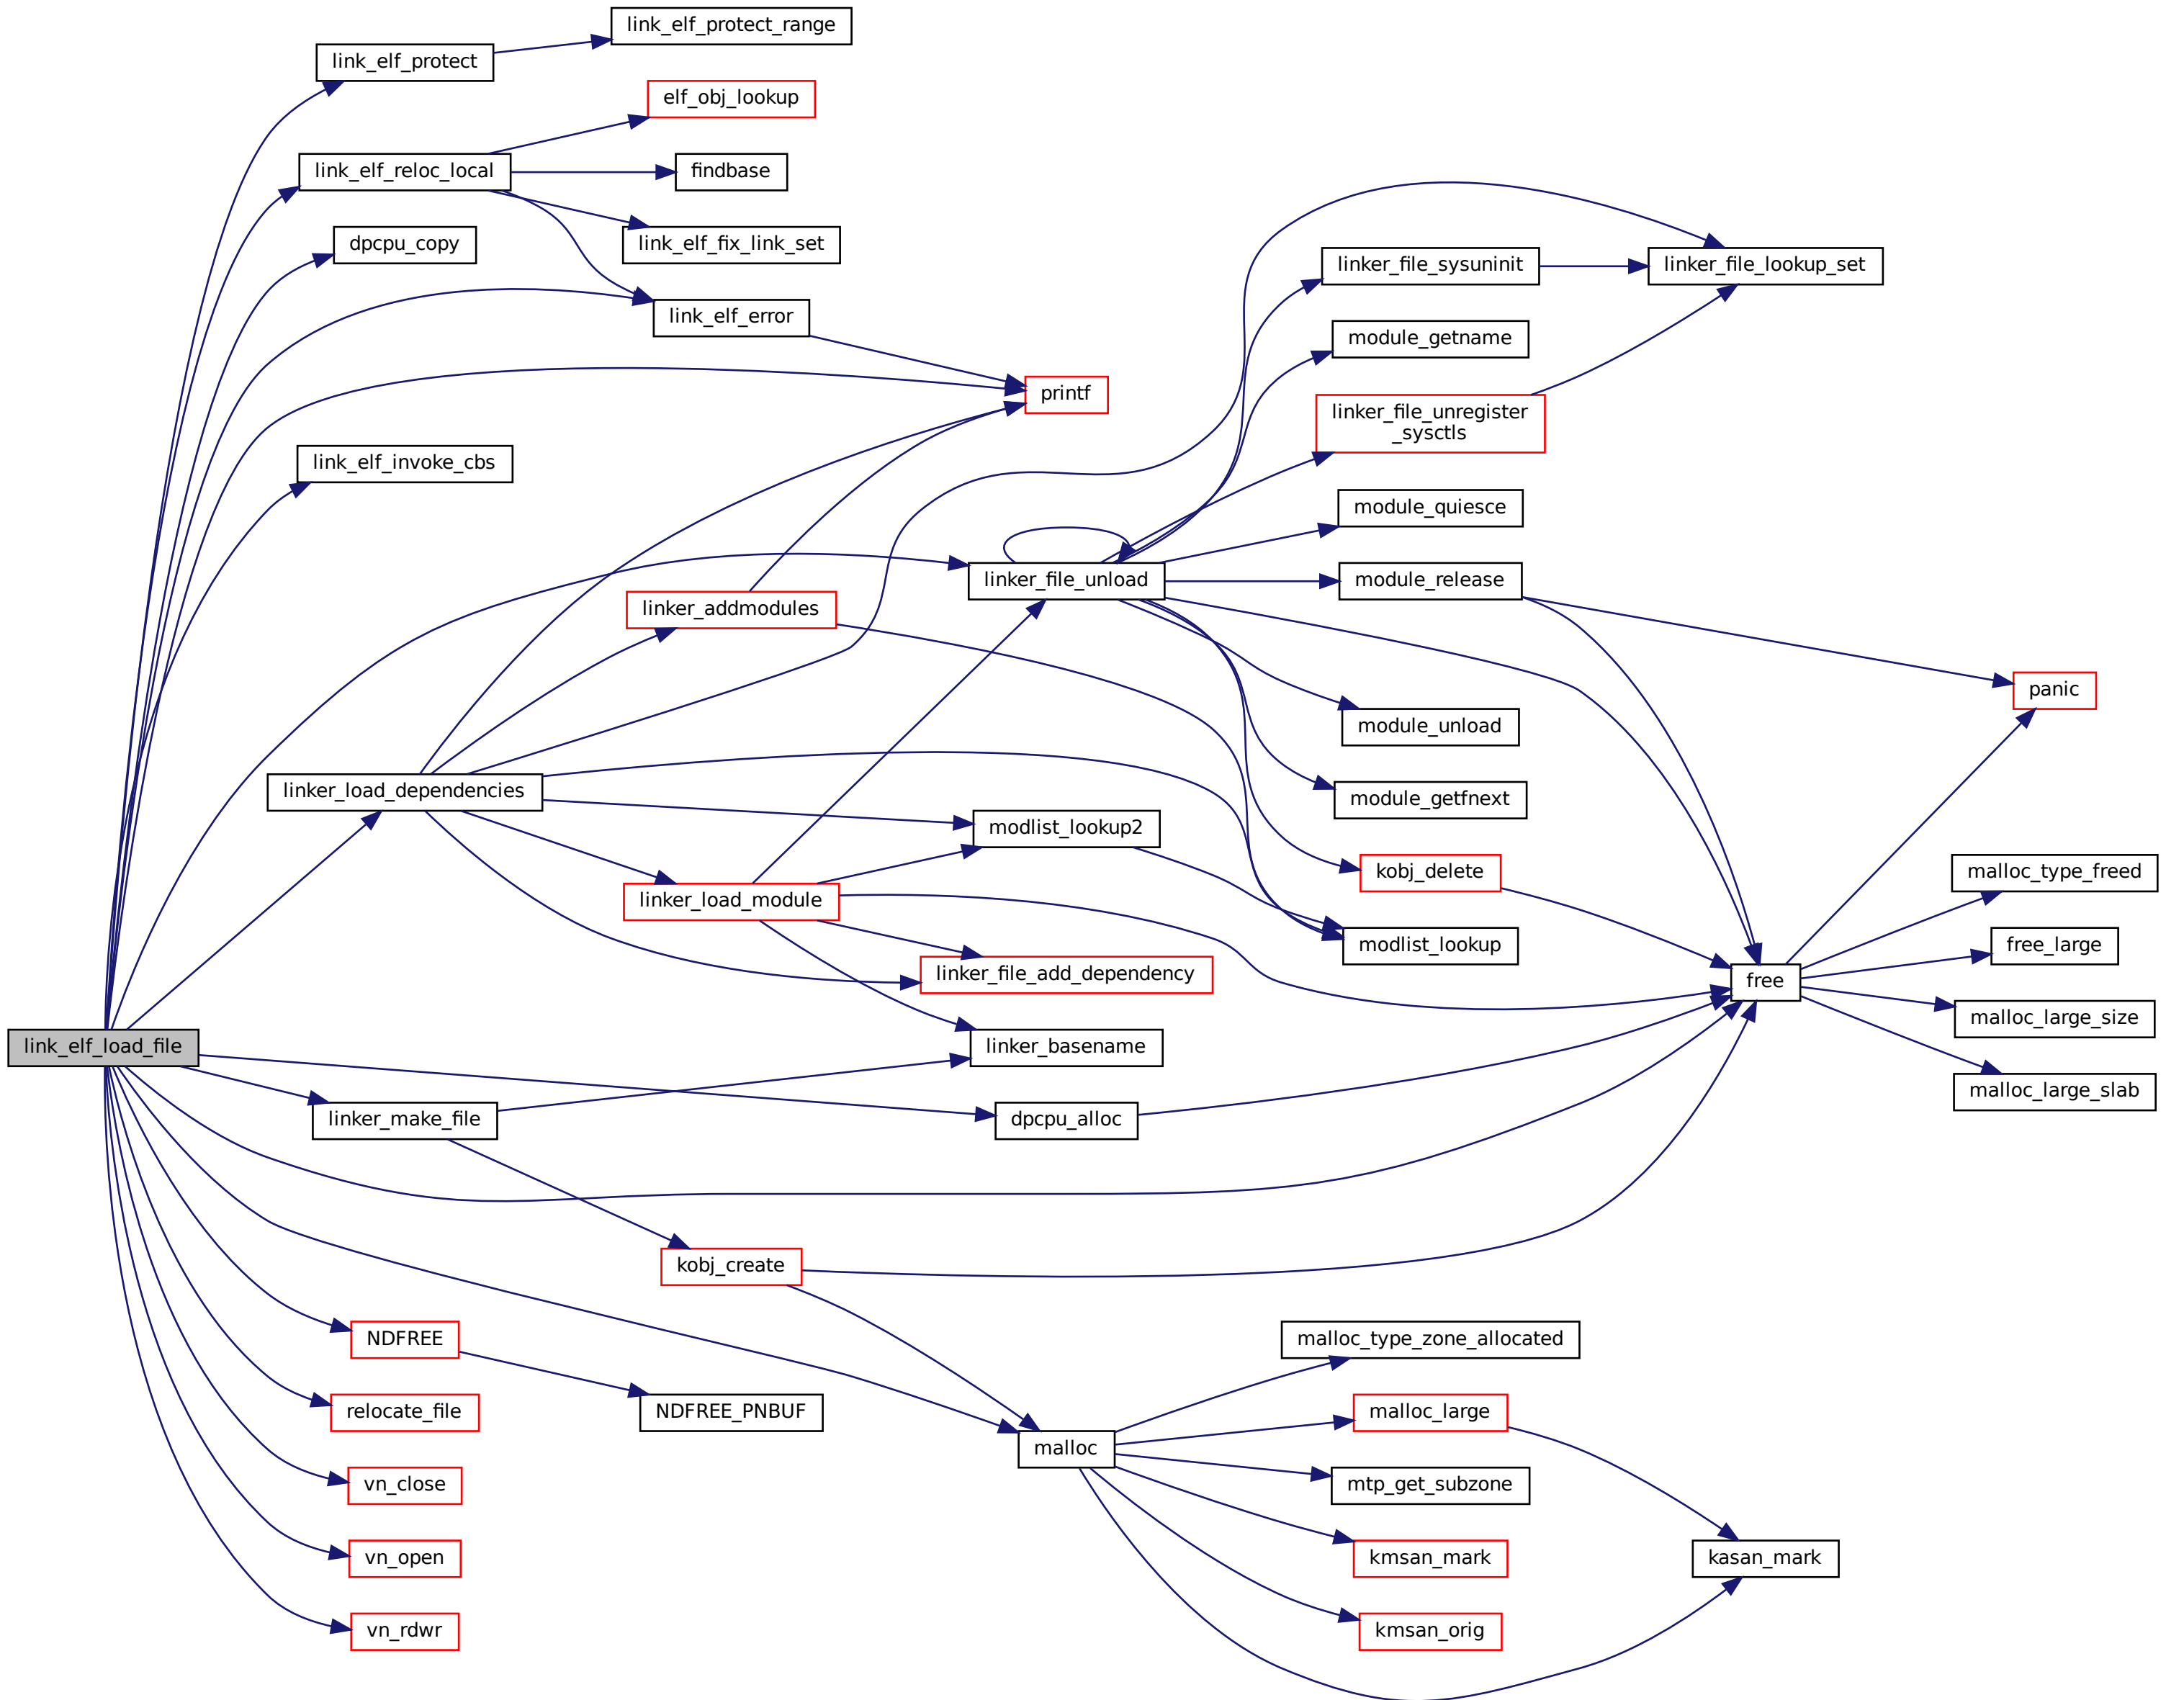 link_elf_protect_range
link_elf_protect
elf_obj_lookup
link_elf_reloc_local
findbase
dpcpu_copy
link_elf_fix_link_set
linker_file_sysuninit
linker_file_lookup_set
link_elf_error
module_getname
printf
linker_file_unregister
_sysctls
link_elf_invoke_cbs
module_quiesce
linker_file_unload
module_release
linker_addmodules
panic
module_unload
linker_load_dependencies
module_getfnext
modlist_lookup2
kobj_delete
malloc_type_freed
linker_load_module
modlist_lookup
free_large
linker_file_add_dependency
free
malloc_large_size
link_elf_load_file
linker_basename
malloc_large_slab
linker_make_file
dpcpu_alloc
kobj_create
NDFREE
malloc_type_zone_allocated
relocate_file
NDFREE_PNBUF
malloc_large
malloc
vn_close
mtp_get_subzone
vn_open
kmsan_mark
kasan_mark
vn_rdwr
kmsan_orig